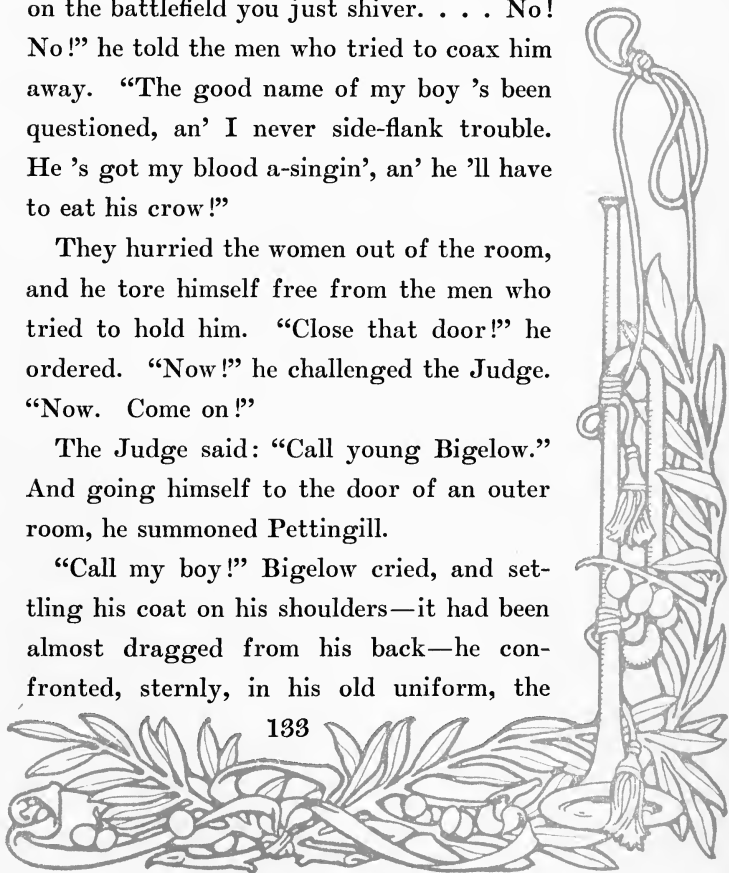 on the battlefield you just shiver. . . . No!
No!” he told the men who tried to coax him
away. “The good name of my boy ’s been
questioned, an’ I never side-flank trouble.
He ’s got my blood a-singin’, an’ he ’ll have
to eat his crow!”
They hurried the women out of the room,
and he tore himself free from the men who
tried to hold him. “Close that door!” he
ordered. “Now!” he challenged the Judge.
“Now. Come on!”
The Judge said: “Call young Bigelow.”
And going himself to the door of an outer
room, he summoned Pettingill.
“Call my boy!” Bigelow cried, and set-
tling his coat on his shoulders—it had been
almost dragged from his back—he con-
fronted, sternly, in his old uniform, the
133